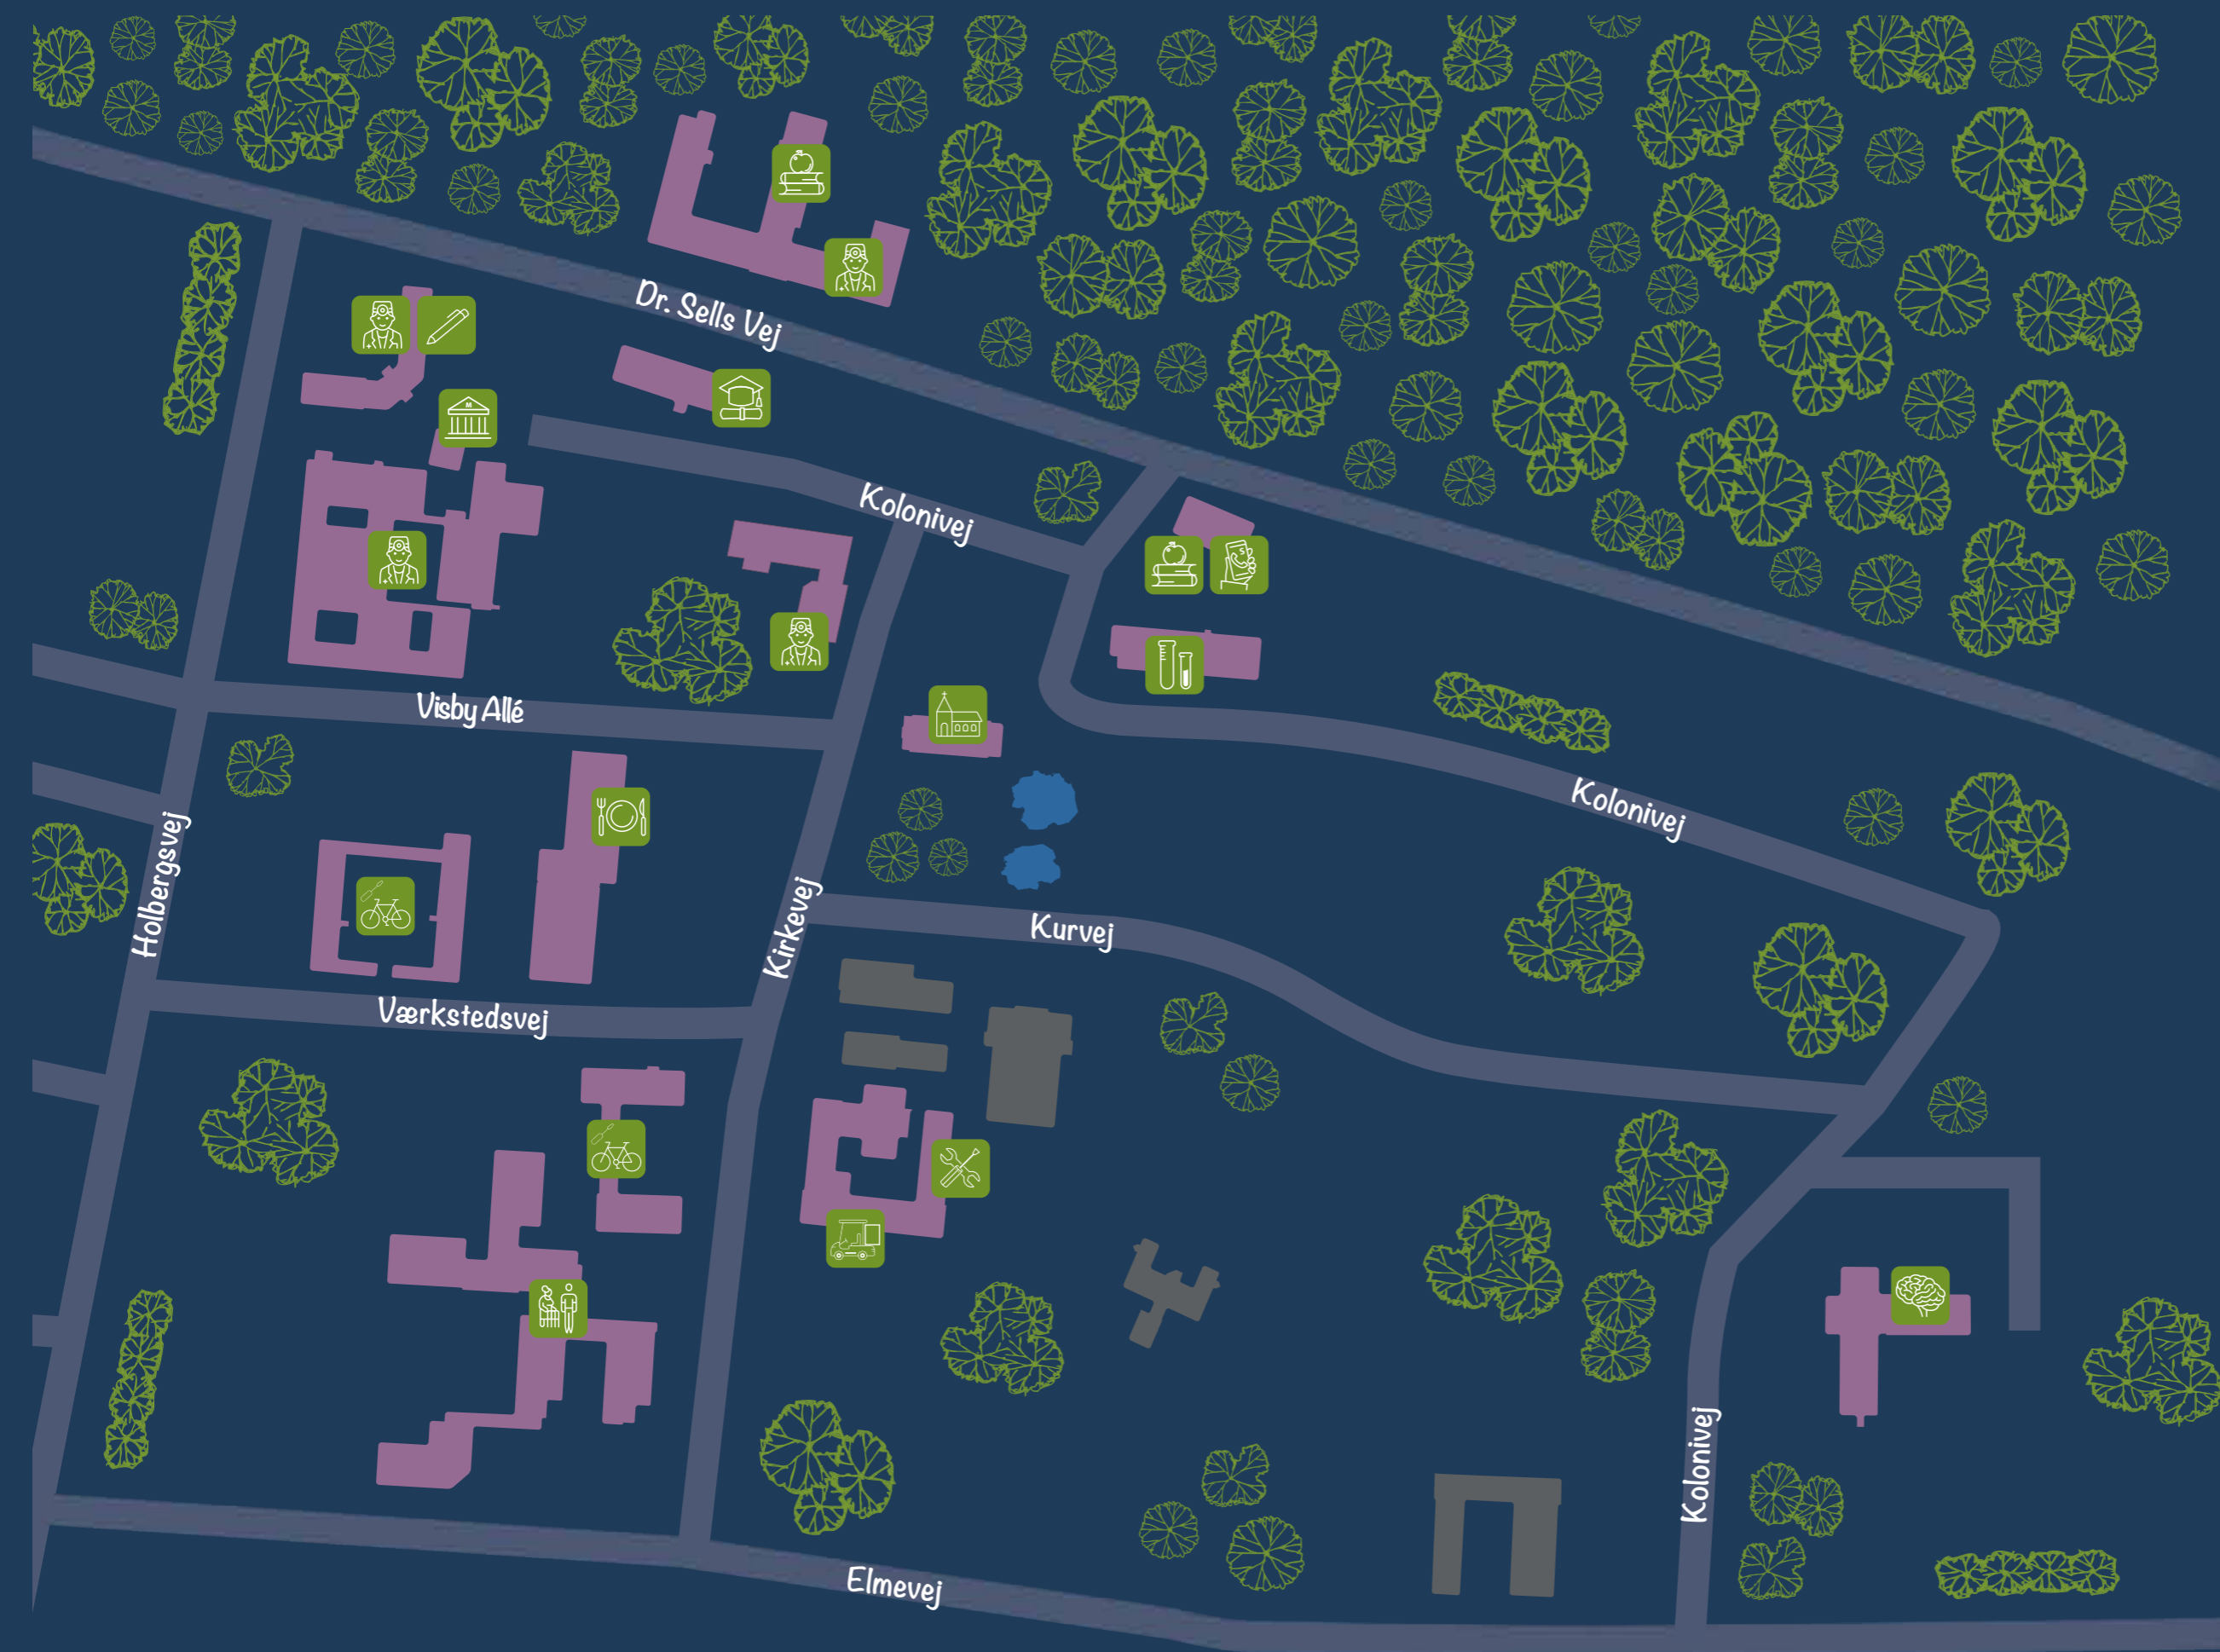 Dr. Sells Vej
M
Kolonivej
$
Visby Allé
Kolonivej
Holbergsvej
Kirkevej
Kurvej
Værkstedsvej
Kolonivej
Elmevej